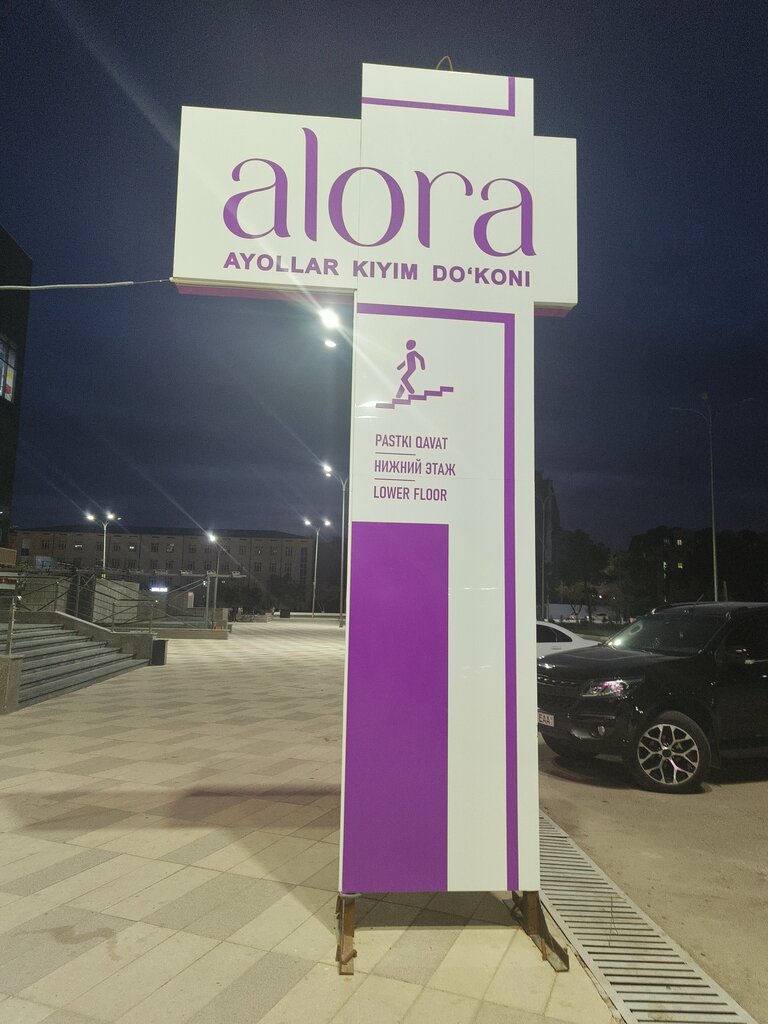 alora
AYOLLAR KIYIM DO‘KONI
PASTKI QAVAT
НИЖНИЙ ЭТАЖ
LOWER FLOOR